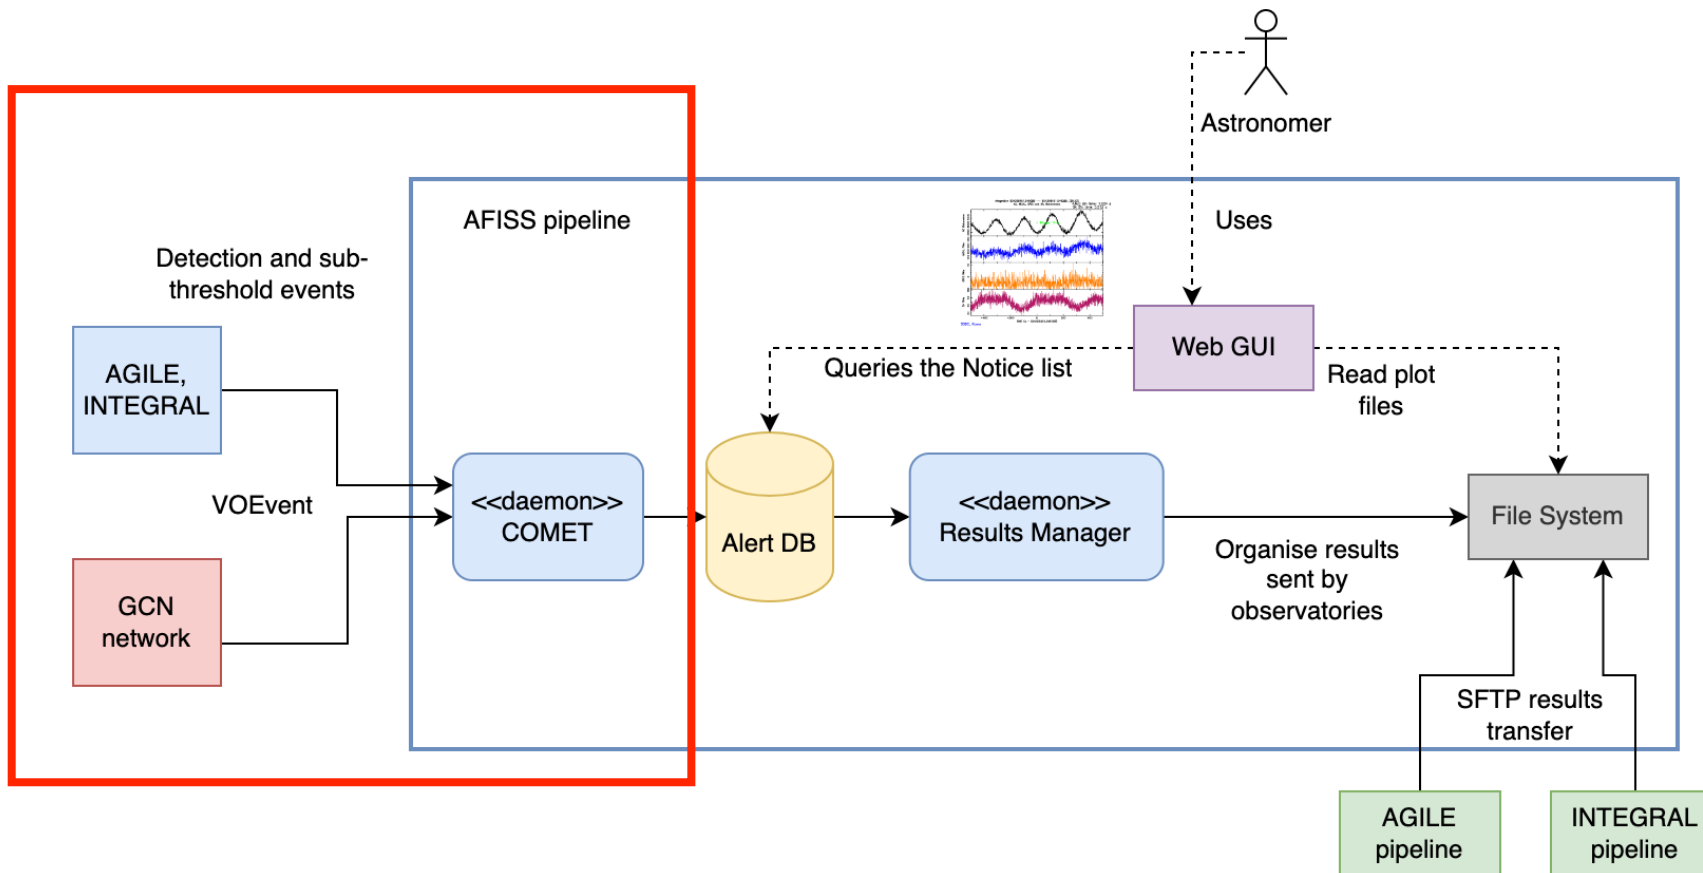 Astronomer
AFISS pipeline
Uses
Detection and sub-
threshold events
AGILE,
INTEGRAL
Web GUI
Queries the Notice list
Read plot
files
VOEvent
<<daemon>>
COMET
Alert DB
<<daemon>>
Results Manager
File System
Organise results
sent by
observatories
GCN
network
SFTP results
transfer
AGILE
pipeline
INTEGRAL
pipeline